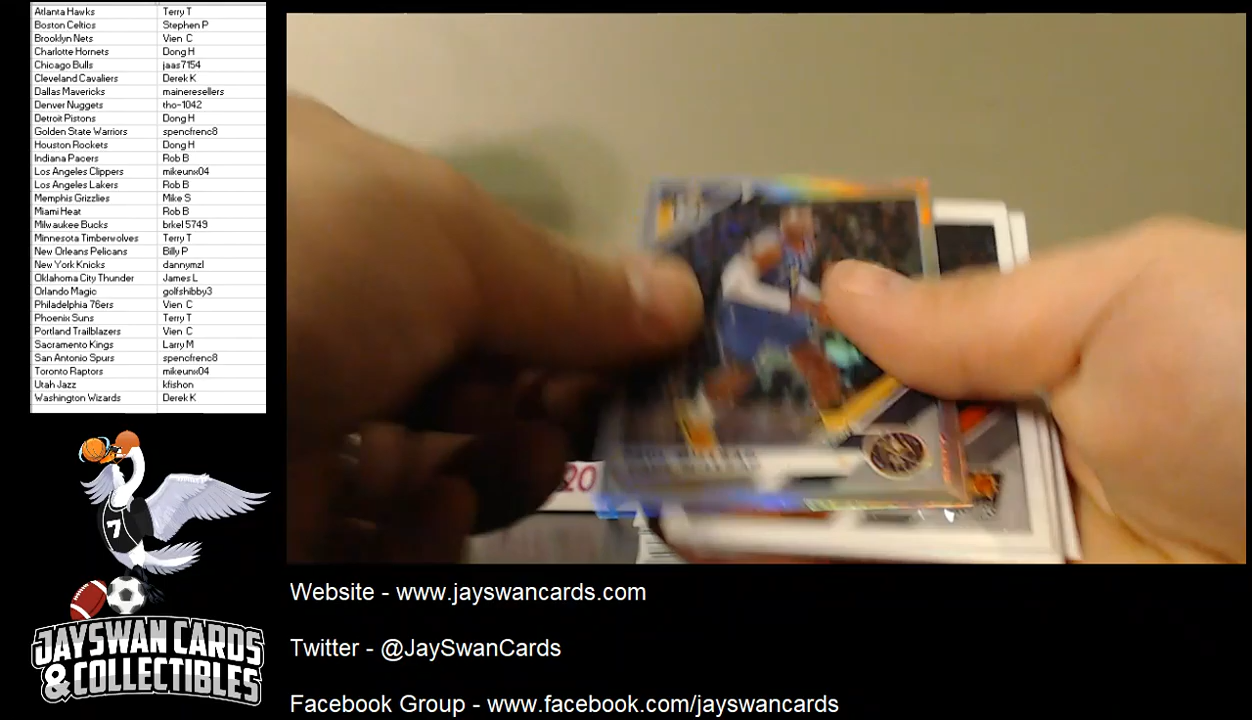 Atlanta Hawks Terry T
Boston Celtics Stephen P
Brooklyn Nets Vien C
Charlotte Hornets Dong H
Chicago Bulls jaas7154
Cleveland Cavaliers Derek K
Dallas Mavericks maineresellers
Denver Nuggets tho-1042
Detroit Pistons Dong H
Golden State Warriors spencfrenc8
Houston Rockets Dong H
Indiana Pacers Rob B
Los Angeles Clippers mikeunx04
Los Angeles Lakers Rob B
Memphis Grizzlies Mike S
Miami Heat Rob B
Milwaukee Bucks brkel5749
Minnesota Timberwolves Terry T
New Orleans Pelicans Billy P
New York Knicks dannymzl
Oklahoma City Thunder James L
Orlando Magic golfshibby3
Philadelphia 76ers Vien C
Phoenix Suns Terry T
Portland Trailblazers Vien C
Sacramento Kings Larry M
San Antonio Spurs spencfrenc8
Toronto Raptors mikeunx04
Utah Jazz kfishon
Washington Wizards Derek K
20
7
JAYSWAN CARDS
& COLLECTIBLES
Website - www.jayswancards.com
Twitter - @JaySwanCards
Facebook Group - www.facebook.com/jayswancards